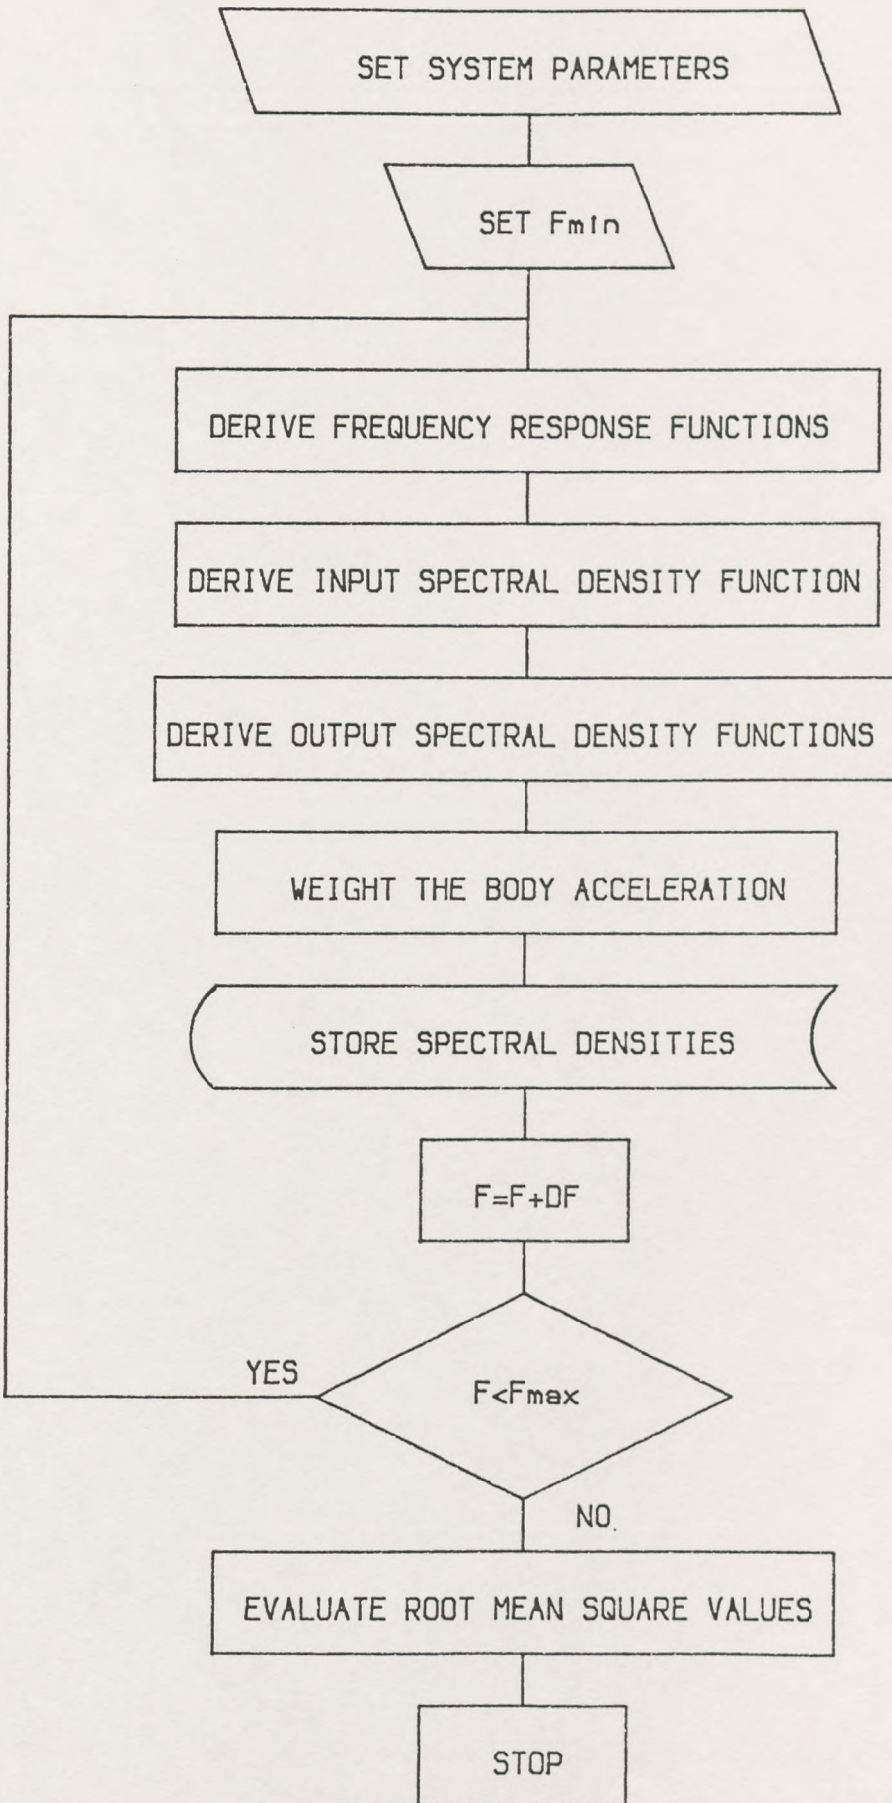 SET SYSTEM PARAMETERS
SET Fmin
DERIVE FREQUENCY RESPONSE FUNCTIONS
DERIVE INPUT SPECTRAL DENSITY FUNCTION
DERIVE OUTPUT SPECTRAL DENSITY FUNCTIONS
WEIGHT THE BODY ACCELERATION
STORE SPECTRAL DENSITIES
F=F+DF
YES
F<Fmax
NO
EVALUATE ROOT MEAN SQUARE VALUES
STOP